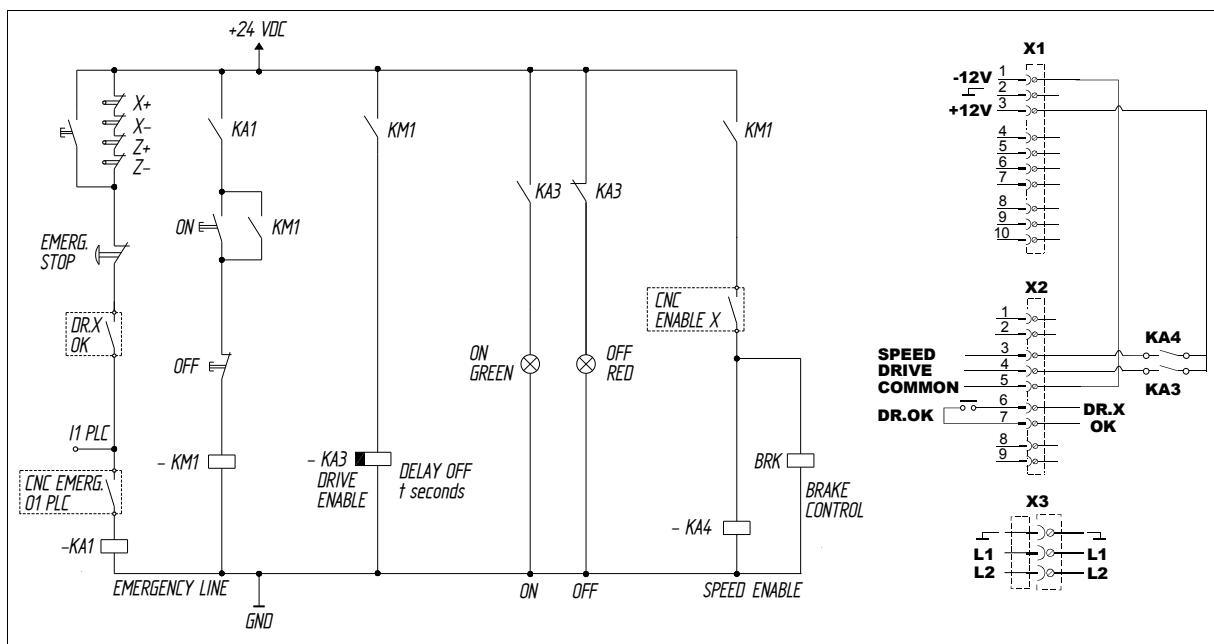 +24 VDC
X+
X-
Z+
Z-
EMERG.
STOP
DR.X
OK
I1 PLC
CNC EMERG.
O1 PLC
-KA1
KA1
ON
KM1
OFF
- KM1
EMERGENCY LINE
GND
KM1
- KA3
DRIVE
ENABLE
DELAY OFF
t seconds
KA3
KA3
ON
GREEN
OFF
RED
ON
OFF
KM1
CNC
ENABLE X
BRK
BRAKE
CONTROL
- KA4
SPEED ENABLE
X1
-12V
1
2
+12V
3
4
5
6
7
8
9
10
X2
1
2
SPEED
3
DRIVE
4
COMMON
5
KA4
KA3
DR.OK
6
7
DR.X
OK
8
9
X3
L1
L1
L2
L2